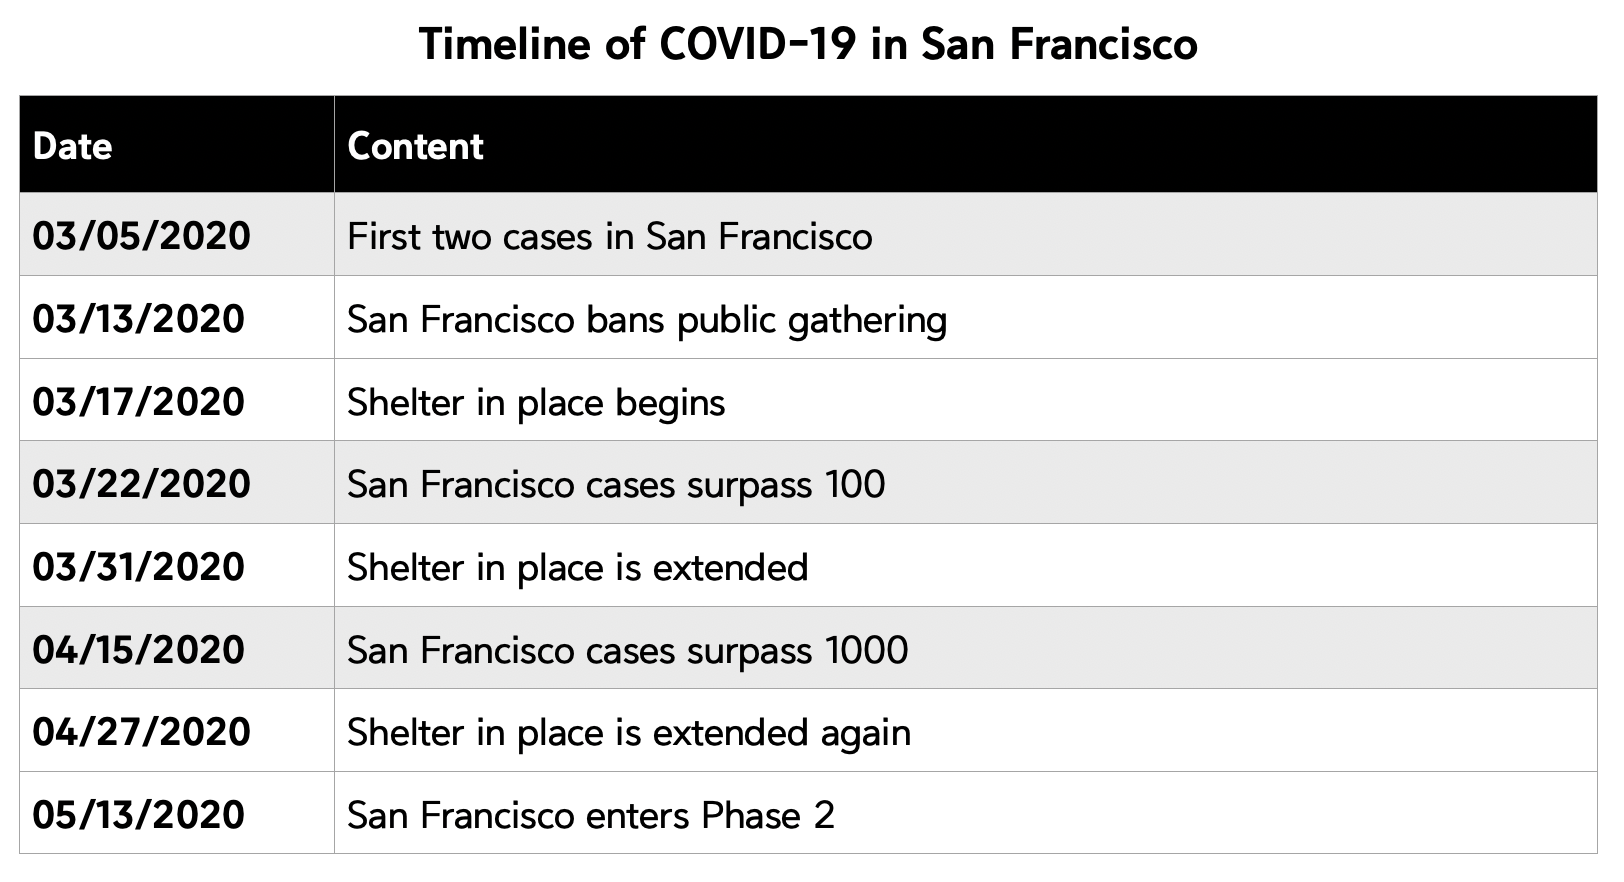 Timeline of COVID-19 in San Francisco
Date Content
03/05/2020 First two cases in San Francisco
03/13/2020 San Francisco bans public gathering
03/17/2020 Shelter in place begins
03/22/2020 San Francisco cases surpass 100
03/31/2020 Shelter in place is extended
04/15/2020 San Francisco cases surpass 1000
04/27/2020 Shelter in place is extended again
05/13/2020 San Francisco enters Phase 2